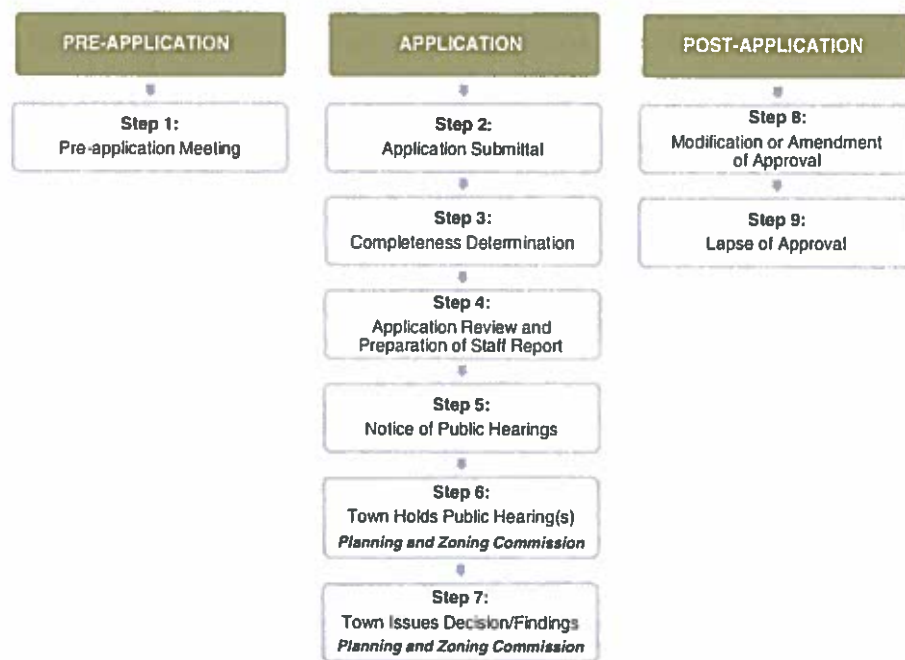 PRE-APPLICATION
Step 1:
Pre-application Meeting
APPLICATION
Step 2:
Application Submittal
Step 3:
Completeness Determination
Step 4:
Application Review and
Preparation of Staff Report
Step 5:
Notice of Public Hearings
Step 6:
Town Holds Public Hearing(s)
Planning and Zoning Commission
Step 7:
Town Issues Decision/Findings
Planning and Zoning Commission
POST-APPLICATION
Step 8:
Modification or Amendment
of Approval
Step 9:
Lapse of Approval